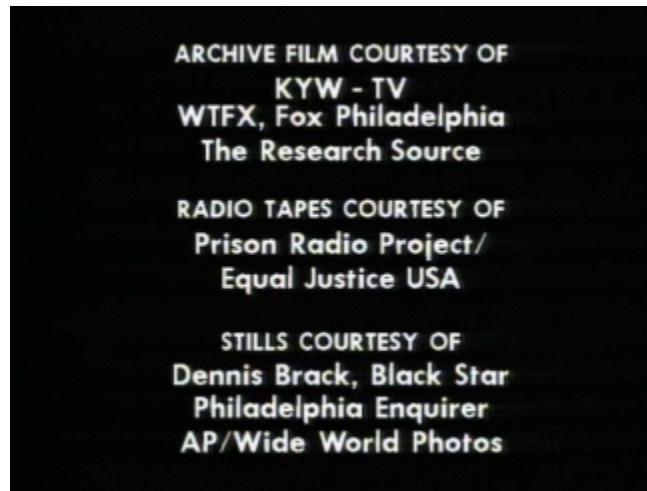 ARCHIVE FILM COURTESY OF
KYW - TV
WTFX, Fox Philadelphia
The Research Source
RADIO TAPES COURTESY OF
Prison Radio Project/
Equal Justice USA
STILLS COURTESY OF
Dennis Brack, Black Star
Philadelphia Enquirer
AP/Wide World Photos